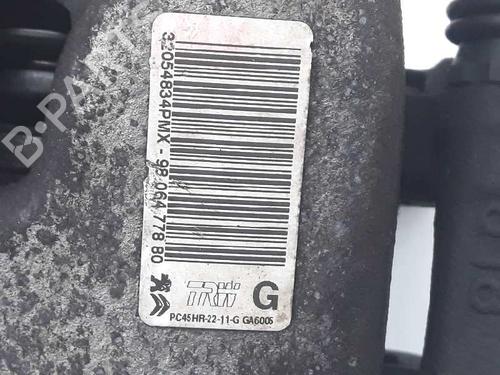 32054834PMX - 98 064 778 80
TRW
G
PC45HR-22-11-G GA6005
B-PARTS